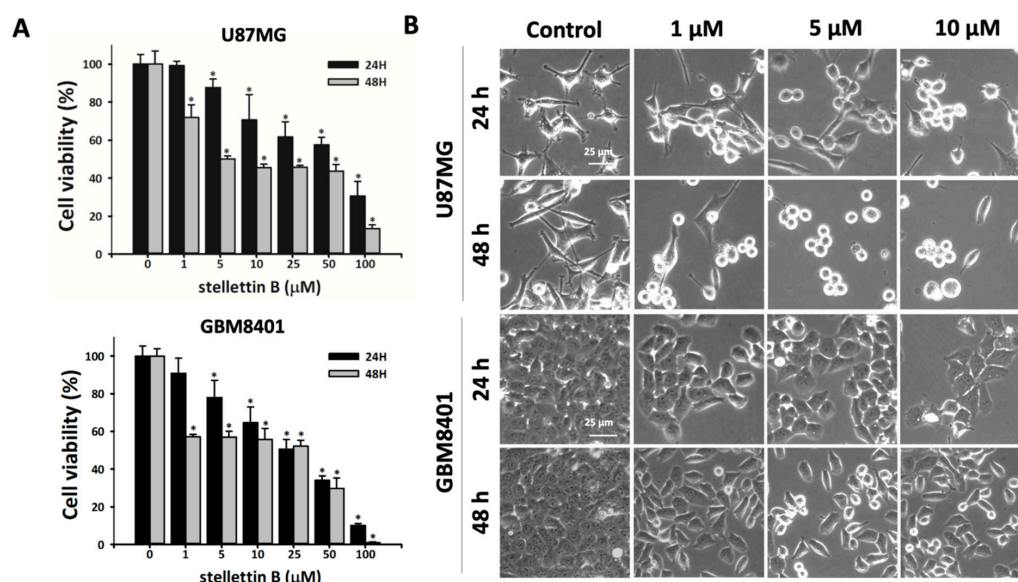 A
U87MG
24H
48H
Cell viability (%)
100
80
60
40
20
0
* * * * * * * * * * *
0 1 5 10 25 50 100
stellettin B (µM)
GBM8401
24H
48H
Cell viability (%)
100
80
60
40
20
0
* * * * * * * * * * *
0 1 5 10 25 50 100
stellettin B (µM)
B
Control 1 µM 5 µM 10 µM
U87MG
24 h
25 µm
48 h
GBM8401
24 h
25 µm
48 h